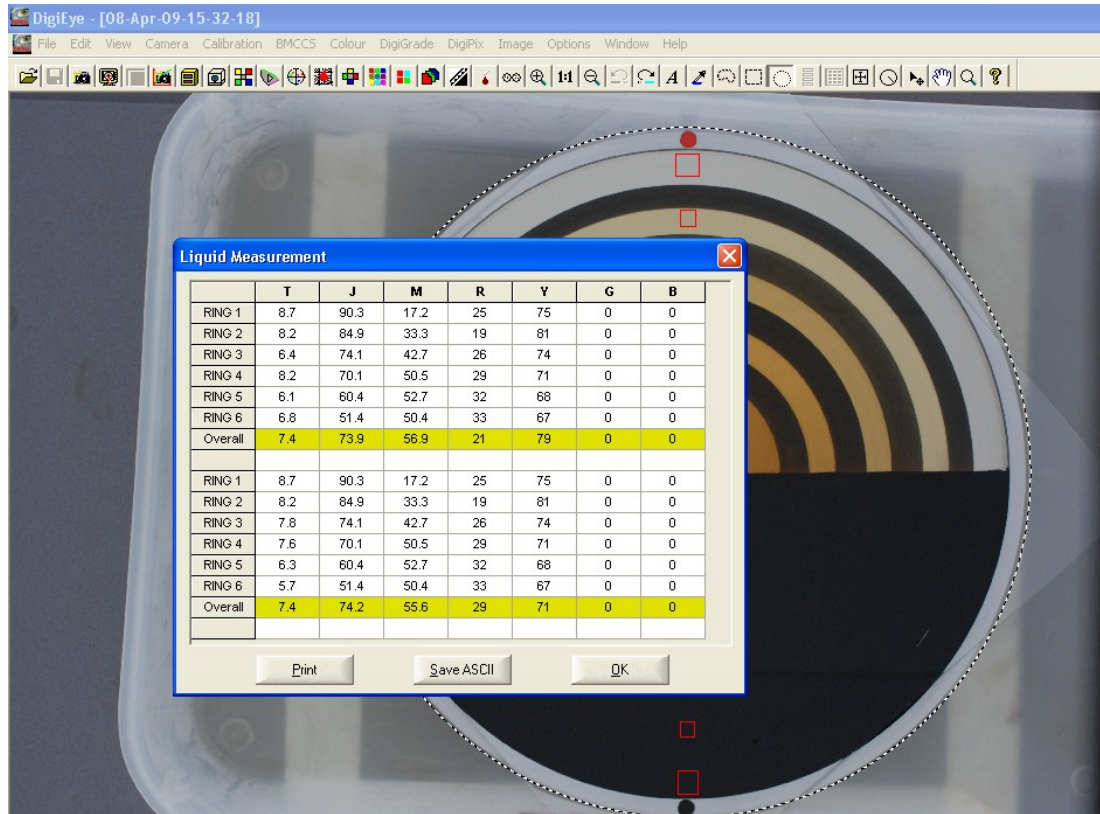 DigiEye - [08-Apr-09-15-32-18]
File Edit View Camera Calibration BMCCS Colour DigiGrade DigiPix Image Options Window Help
1:1 A ?
Liquid Measurement
T J M R Y G B
RING 1 8.7 90.3 17.2 25 75 0 0
RING 2 8.2 84.9 33.3 19 81 0 0
RING 3 6.4 74.1 42.7 26 74 0 0
RING 4 8.2 70.1 50.5 29 71 0 0
RING 5 6.1 60.4 52.7 32 68 0 0
RING 6 6.8 51.4 50.4 33 67 0 0
Overall 7.4 73.9 56.9 21 79 0 0
RING 1 8.7 90.3 17.2 25 75 0 0
RING 2 8.2 84.9 33.3 19 81 0 0
RING 3 7.8 74.1 42.7 26 74 0 0
RING 4 7.6 70.1 50.5 29 71 0 0
RING 5 6.3 60.4 52.7 32 68 0 0
RING 6 5.7 51.4 50.4 33 67 0 0
Overall 7.4 74.2 55.6 29 71 0 0
Print Save ASCII OK